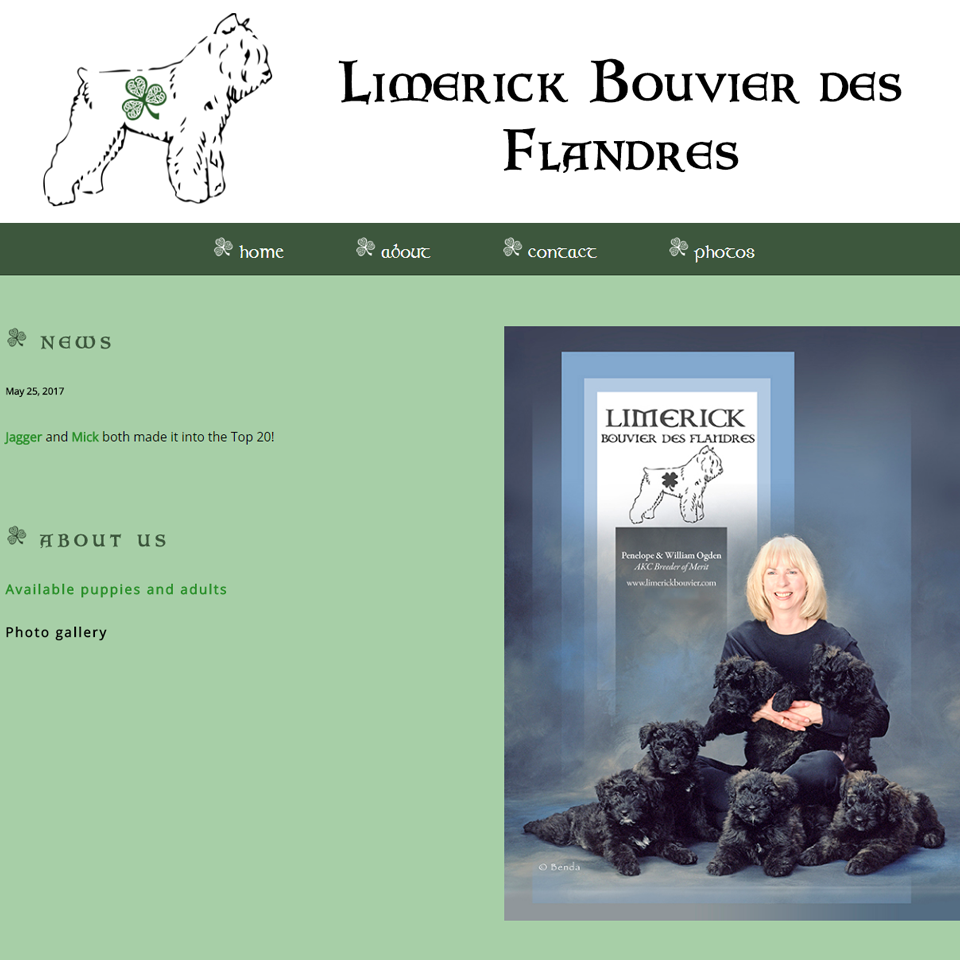 Limerick Bouvier des
Flandres
home
about
contact
photos
News
May 25, 2017
Jagger and Mick both made it into the Top 20!
About Us
Available puppies and adults
Photo gallery
LIMERICK
BOUVIER DES FLANDRES
Penelope & William Ogden
AKC Breeder of Merit
www.limerickbouvier.com
© Benda